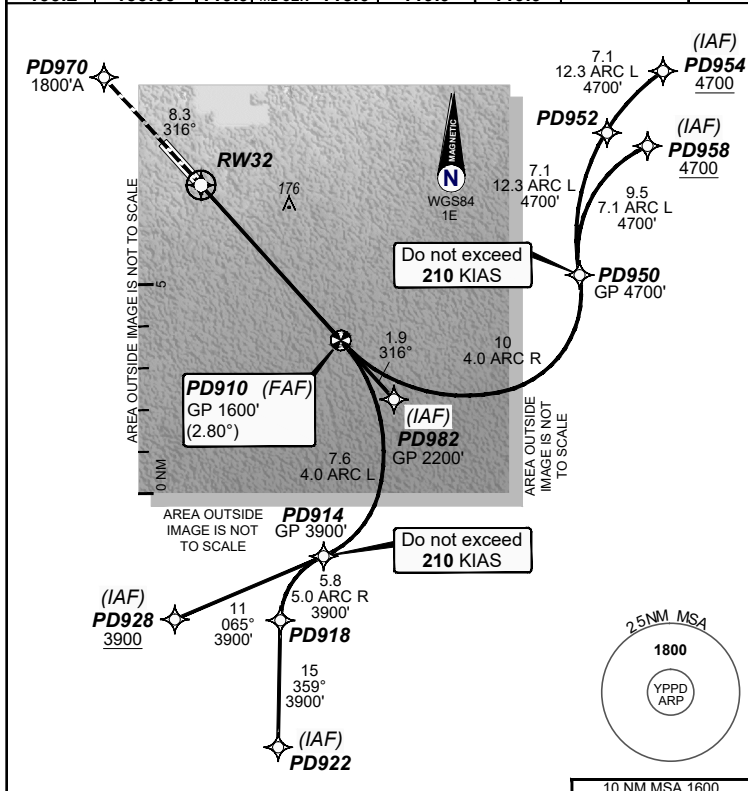 (IAF)
PD954
4700
7.1
12.3 ARC L
4700'
PD970
1800'A
8.3
316°
PD952
(IAF)
PD958
4700
MAGNETIC
N
WGS84
1E
RW32
176
7.1
12.3 ARC L
4700'
9.5
7.1 ARC L
4700'
AREA OUTSIDE IMAGE IS NOT TO SCALE
5
Do not exceed
210 KIAS
PD950
GP 4700'
1.9
316°
10
4.0 ARC R
PD910 (FAF)
GP 1600'
(2.80°)
(IAF)
PD982
GP 2200'
AREA OUTSIDE
IMAGE IS NOT
TO SCALE
7.6
4.0 ARC L
0 NM
AREA OUTSIDE
IMAGE IS NOT
TO SCALE
PD914
GP 3900'
Do not exceed
210 KIAS
(IAF)
PD928
3900
11
065°
3900'
5.8
5.0 ARC R
3900'
PD918
15
359°
3900'
(IAF)
PD922
25NM MSA
1800
YPPD
ARP
10 NM MSA 1600